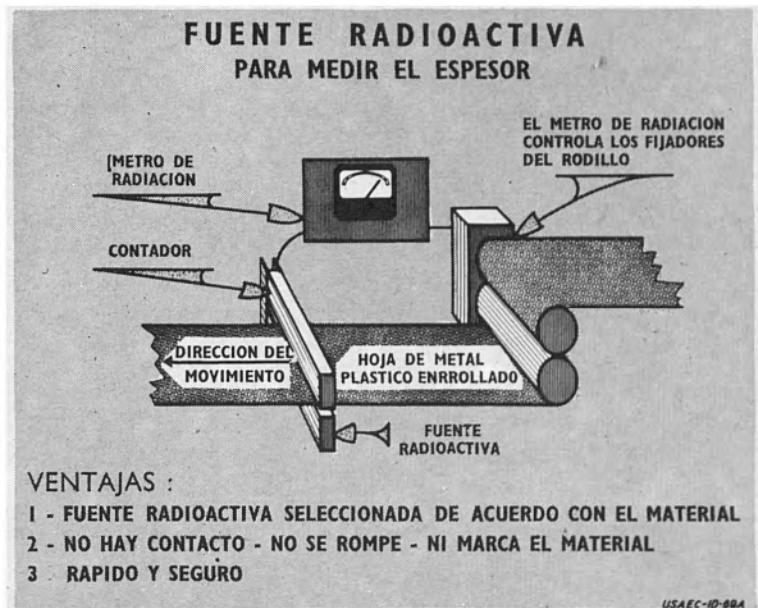 FUENTE RADIOACTIVA
PARA MEDIR EL ESPESOR
EL METRO DE RADIACION
CONTROLA LOS FIJADORES
DEL RODILLO
[METRO DE
RADIACION
CONTADOR
DIRECCION DEL
MOVIMIENTO
HOJA DE METAL
PLASTICO ENRROLLADO
FUENTE
RADIOACTIVA
VENTAJAS :
1 - FUENTE RADIOACTIVA SELECCIONADA DE ACUERDO CON EL MATERIAL
2 - NO HAY CONTACTO - NO SE ROMPE - NI MARCA EL MATERIAL
3 RAPIDO Y SEGURO
USAEC-ID-69A